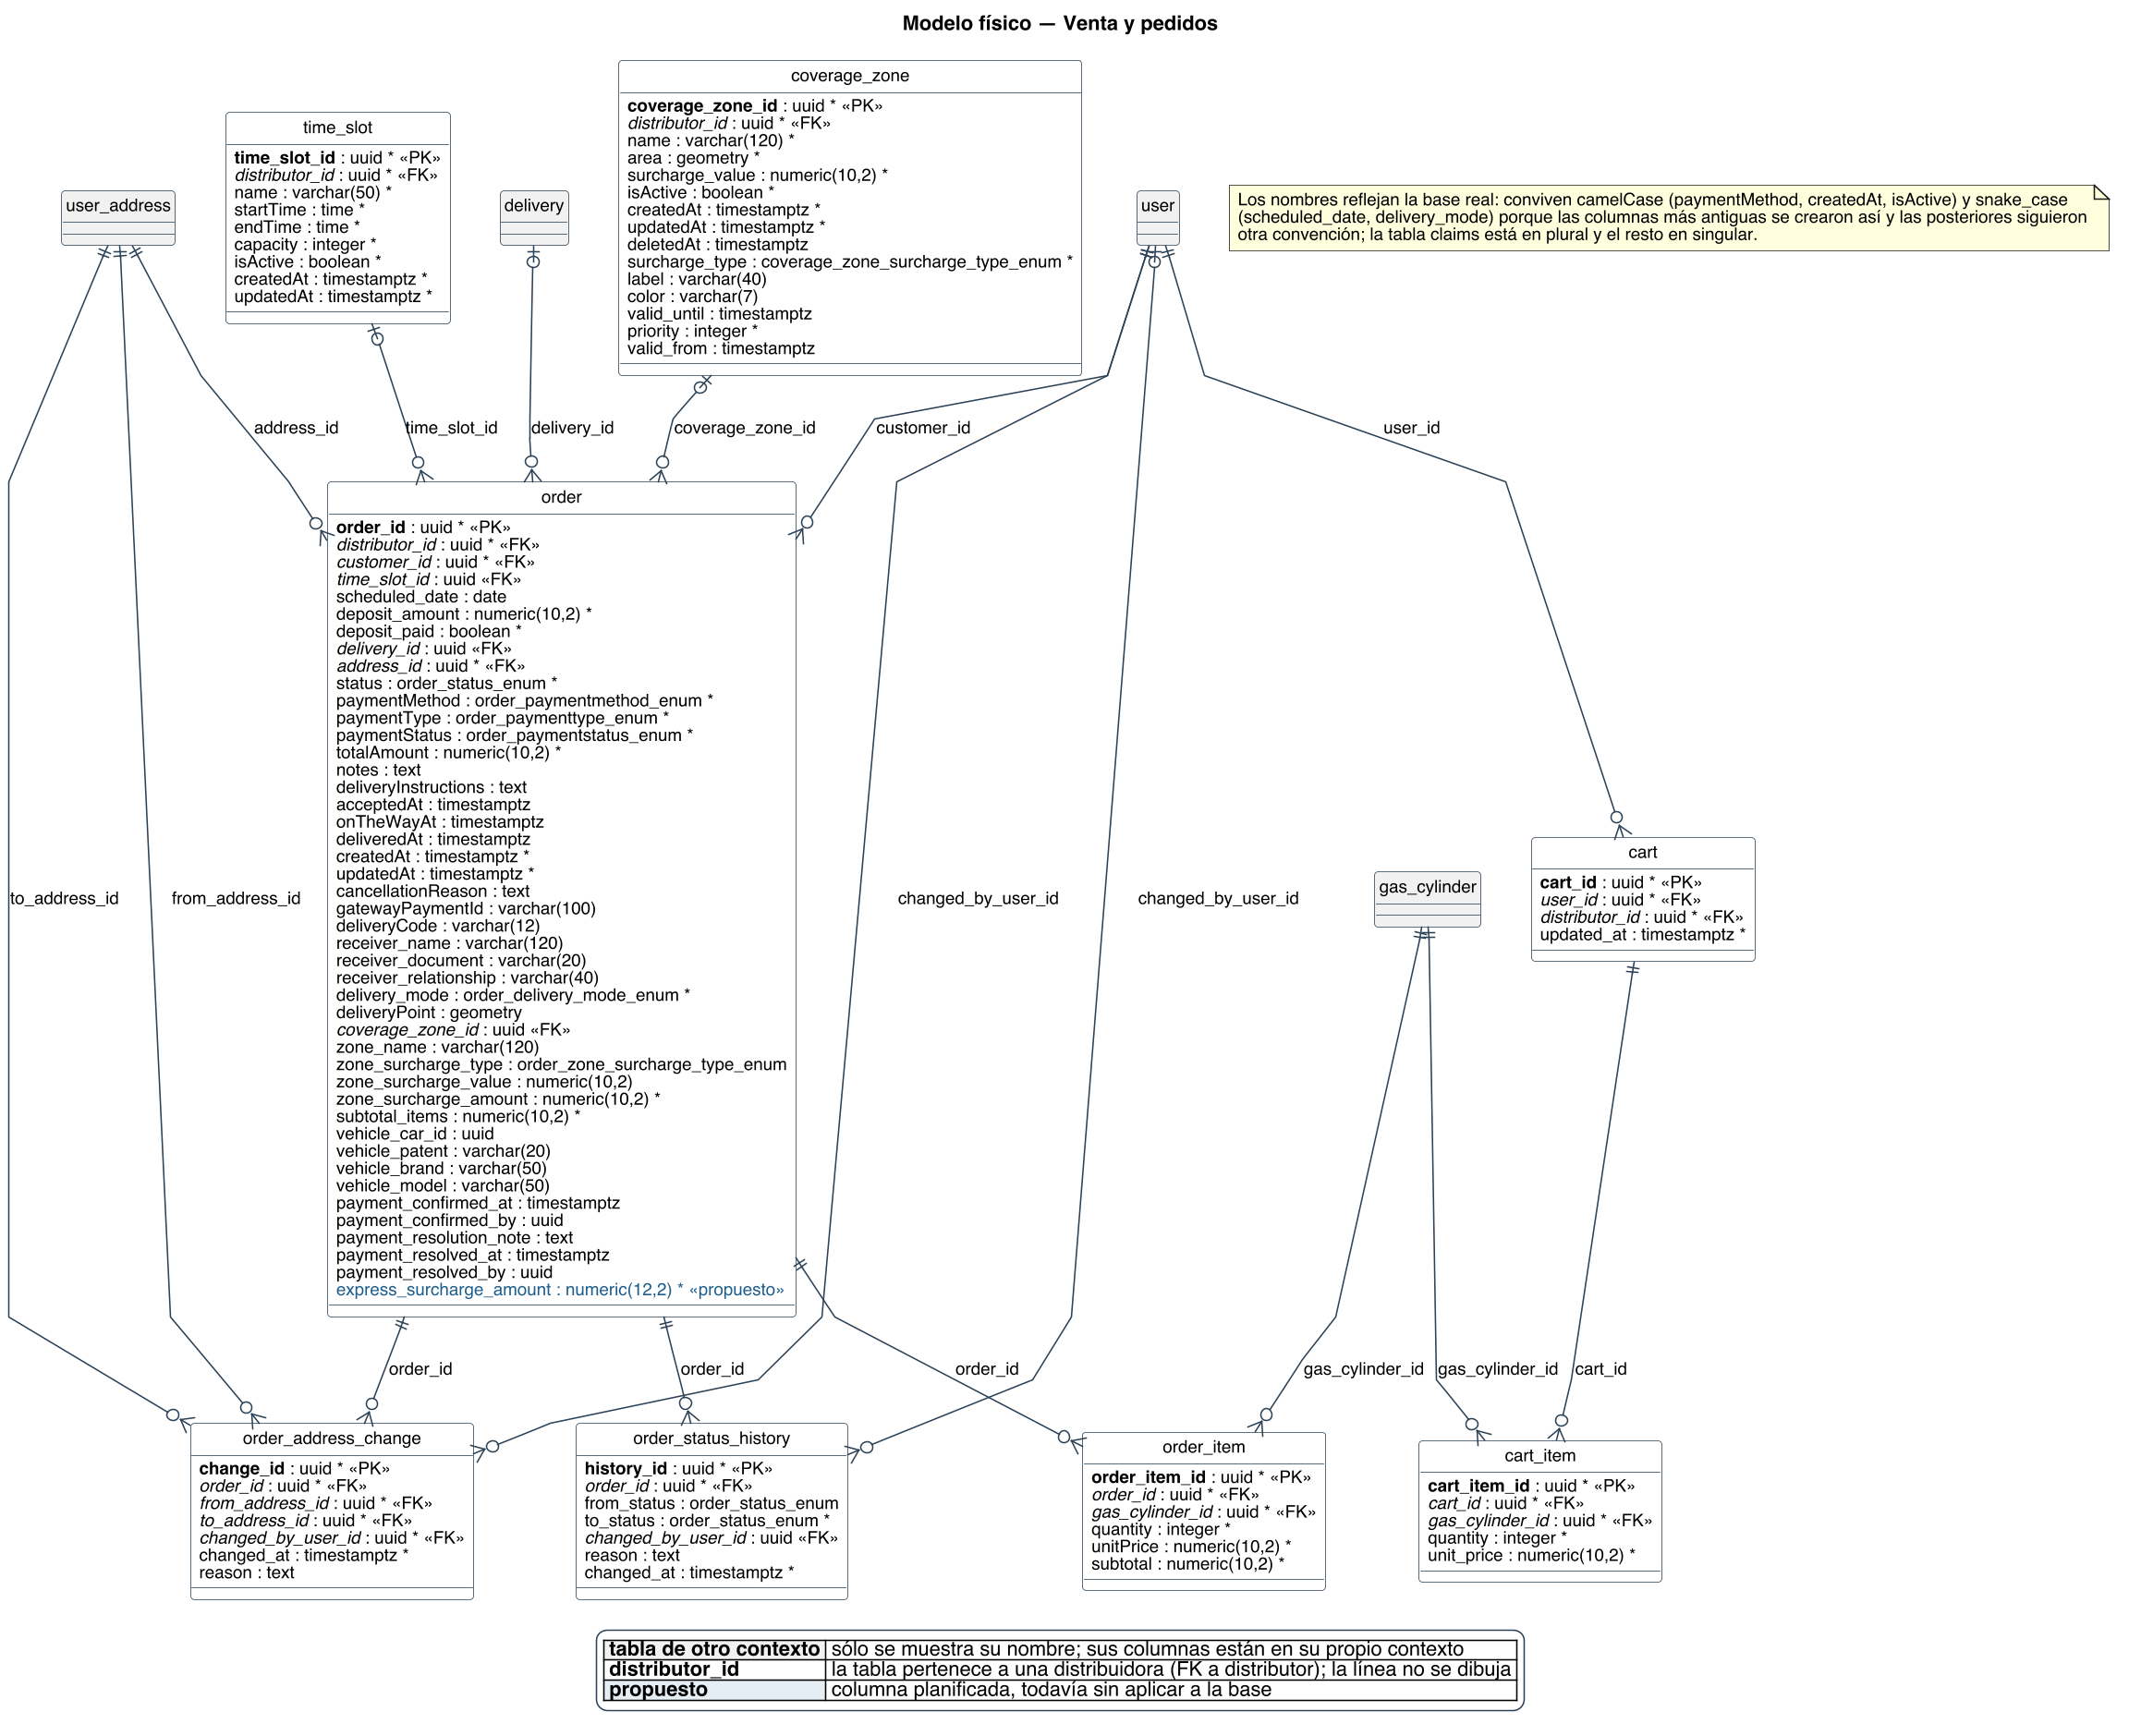 Modelo físico — Venta y pedidos
coverage_zone
coverage_zone_id : uuid * «PK»
distributor_id : uuid * «FK»
name : varchar(120) *
area : geometry *
surcharge_value : numeric(10,2) *
isActive : boolean *
createdAt : timestamptz *
updatedAt : timestamptz *
deletedAt : timestamptz
surcharge_type : coverage_zone_surcharge_type_enum *
label : varchar(40)
color : varchar(7)
valid_until : timestamptz
priority : integer *
valid_from : timestamptz
time_slot
time_slot_id : uuid * «PK»
distributor_id : uuid * «FK»
name : varchar(50) *
startTime : time *
endTime : time *
capacity : integer *
isActive : boolean *
createdAt : timestamptz *
updatedAt : timestamptz *
user_address
delivery
user
Los nombres reflejan la base real: conviven camelCase (paymentMethod, createdAt, isActive) y snake_case
(scheduled_date, delivery_mode) porque las columnas más antiguas se crearon así y las posteriores siguieron
otra convención; la tabla claims está en plural y el resto en singular.
address_id
time_slot_id
delivery_id
coverage_zone_id
customer_id
user_id
order
order_id : uuid * «PK»
distributor_id : uuid * «FK»
customer_id : uuid * «FK»
time_slot_id : uuid «FK»
scheduled_date : date
deposit_amount : numeric(10,2) *
deposit_paid : boolean *
delivery_id : uuid «FK»
address_id : uuid * «FK»
status : order_status_enum *
paymentMethod : order_paymentmethod_enum *
paymentType : order_paymenttype_enum *
paymentStatus : order_paymentstatus_enum *
totalAmount : numeric(10,2) *
notes : text
deliveryInstructions : text
acceptedAt : timestamptz
onTheWayAt : timestamptz
deliveredAt : timestamptz
createdAt : timestamptz *
updatedAt : timestamptz *
cancellationReason : text
gatewayPaymentId : varchar(100)
deliveryCode : varchar(12)
receiver_name : varchar(120)
receiver_document : varchar(20)
receiver_relationship : varchar(40)
delivery_mode : order_delivery_mode_enum *
deliveryPoint : geometry
coverage_zone_id : uuid «FK»
zone_name : varchar(120)
zone_surcharge_type : order_zone_surcharge_type_enum
zone_surcharge_value : numeric(10,2)
zone_surcharge_amount : numeric(10,2) *
subtotal_items : numeric(10,2) *
vehicle_car_id : uuid
vehicle_patent : varchar(20)
vehicle_brand : varchar(50)
vehicle_model : varchar(50)
payment_confirmed_at : timestamptz
payment_confirmed_by : uuid
payment_resolution_note : text
payment_resolved_at : timestamptz
payment_resolved_by : uuid
express_surcharge_amount : numeric(12,2) * «propuesto»
to_address_id
from_address_id
changed_by_user_id
changed_by_user_id
gas_cylinder
cart
cart_id : uuid * «PK»
user_id : uuid * «FK»
distributor_id : uuid * «FK»
updated_at : timestamptz *
order_id
order_id
order_id
gas_cylinder_id
gas_cylinder_id
cart_id
order_address_change
change_id : uuid * «PK»
order_id : uuid * «FK»
from_address_id : uuid * «FK»
to_address_id : uuid * «FK»
changed_by_user_id : uuid * «FK»
changed_at : timestamptz *
reason : text
order_status_history
history_id : uuid * «PK»
order_id : uuid * «FK»
from_status : order_status_enum
to_status : order_status_enum *
changed_by_user_id : uuid «FK»
reason : text
changed_at : timestamptz *
order_item
order_item_id : uuid * «PK»
order_id : uuid * «FK»
gas_cylinder_id : uuid * «FK»
quantity : integer *
unitPrice : numeric(10,2) *
subtotal : numeric(10,2) *
cart_item
cart_item_id : uuid * «PK»
cart_id : uuid * «FK»
gas_cylinder_id : uuid * «FK»
quantity : integer *
unit_price : numeric(10,2) *
tabla de otro contexto sólo se muestra su nombre; sus columnas están en su propio contexto
distributor_id la tabla pertenece a una distribuidora (FK a distributor); la línea no se dibuja
propuesto columna planificada, todavía sin aplicar a la base